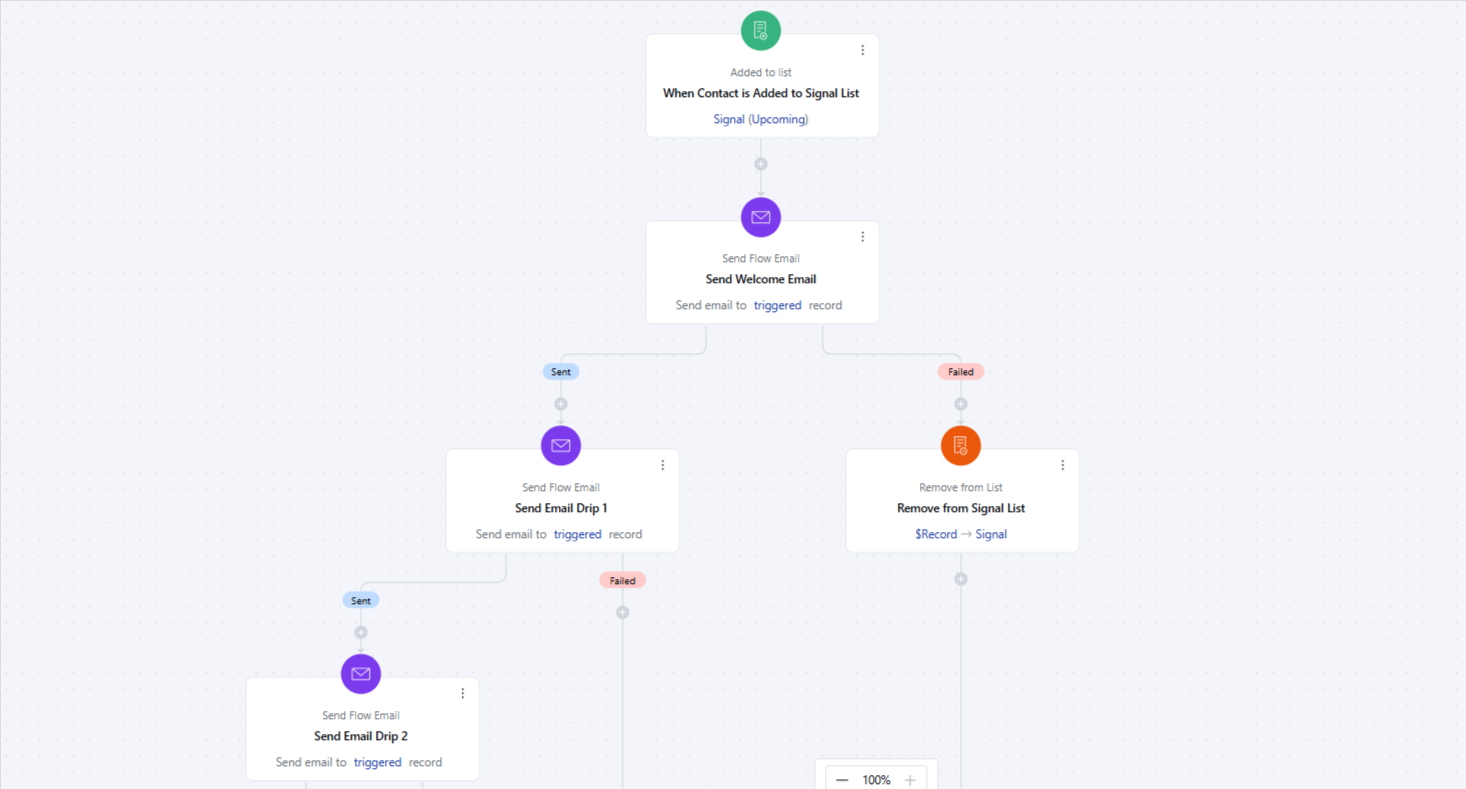 Added to list
When Contact is Added to Signal List
Signal (Upcoming)
Send Flow Email
Send Welcome Email
Send email to triggered record
Sent
Failed
Send Flow Email
Send Email Drip 1
Send email to triggered record
Remove from List
Remove from Signal List
$Record → Signal
Failed
Sent
Send Flow Email
Send Email Drip 2
Send email to triggered record
100%